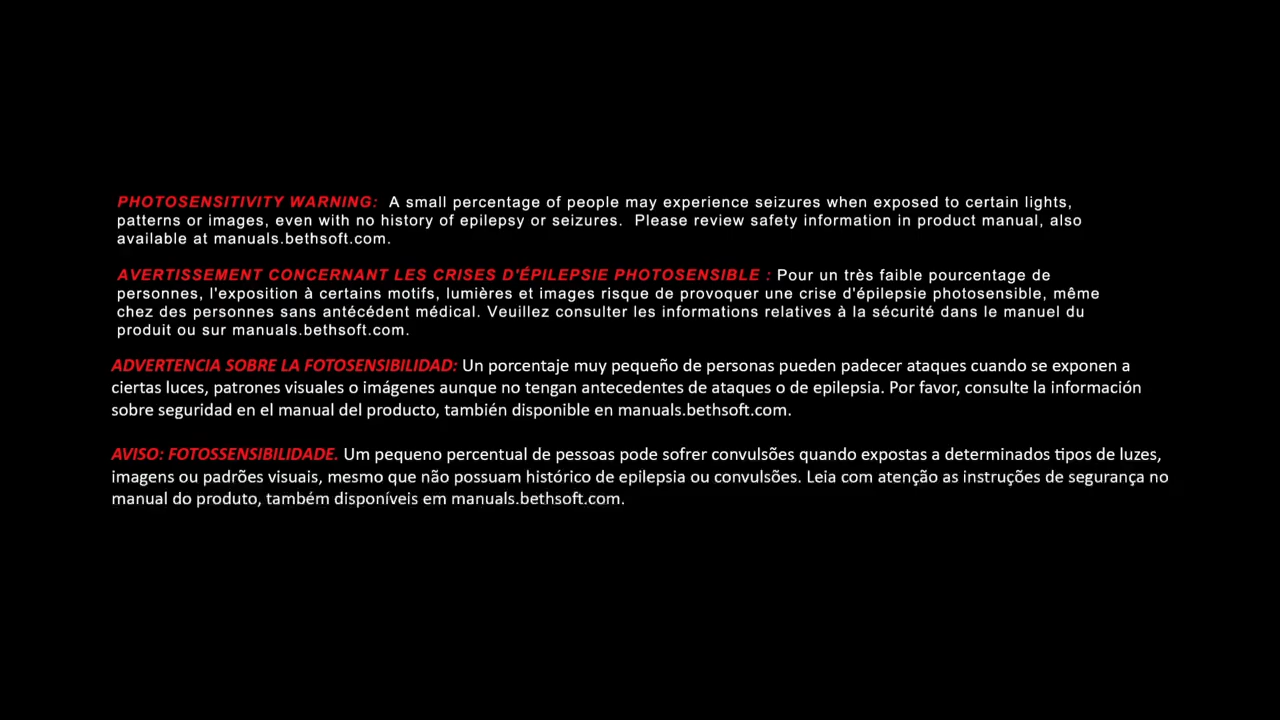 PHOTOSENSITIVITY WARNING:  A small percentage of people may experience seizures when exposed to certain lights,
patterns or images, even with no history of epilepsy or seizures.  Please review safety information in product manual, also
available at manuals.bethsoft.com.
AVERTISSEMENT CONCERNANT LES CRISES D'ÉPILEPSIE PHOTOSENSIBLE : Pour un très faible pourcentage de
personnes, l'exposition à certains motifs, lumières et images risque de provoquer une crise d'épilepsie photosensible, même
chez des personnes sans antécédent médical. Veuillez consulter les informations relatives à la sécurité dans le manuel du
produit ou sur manuals.bethsoft.com.
ADVERTENCIA SOBRE LA FOTOSENSIBILIDAD: Un porcentaje muy pequeño de personas pueden padecer ataques cuando se exponen a
ciertas luces, patrones visuales o imágenes aunque no tengan antecedentes de ataques o de epilepsia. Por favor, consulte la información
sobre seguridad en el manual del producto, también disponible en manuals.bethsoft.com.
AVISO: FOTOSSENSIBILIDADE. Um pequeno percentual de pessoas pode sofrer convulsões quando expostas a determinados tipos de luzes,
imagens ou padrões visuais, mesmo que não possuam histórico de epilepsia ou convulsões. Leia com atenção as instruções de segurança no
manual do produto, também disponíveis em manuals.bethsoft.com.